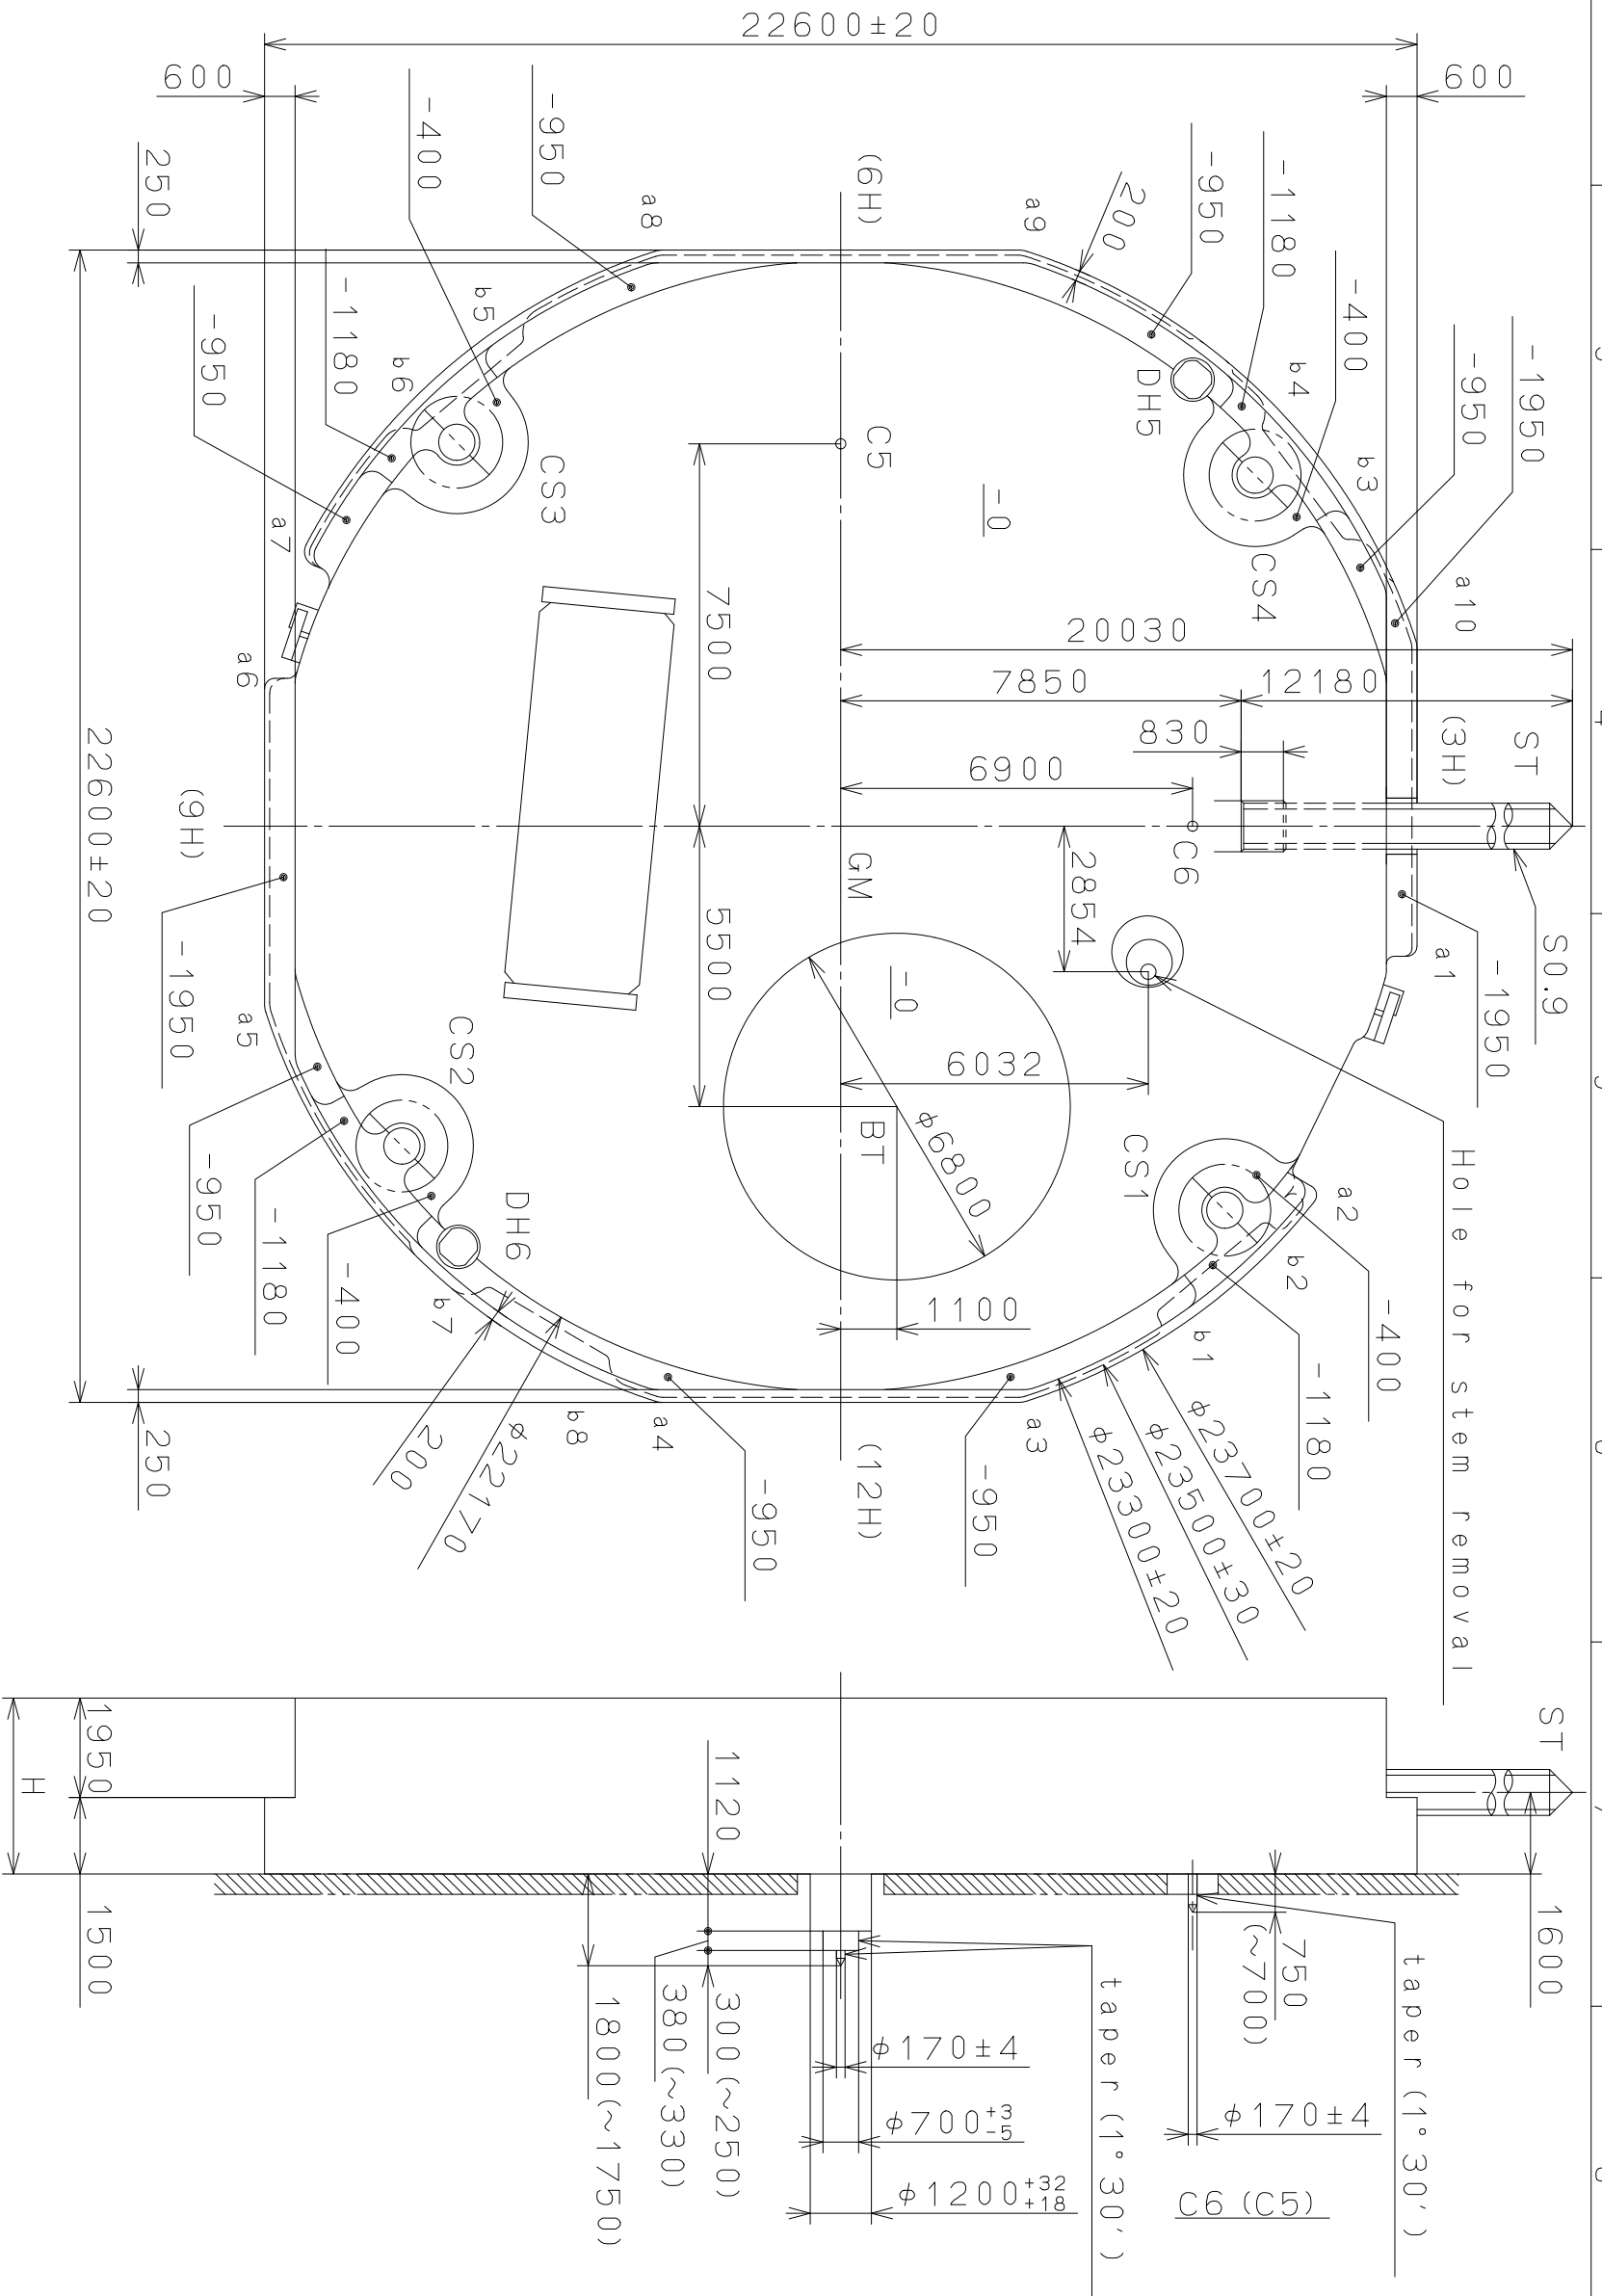 22600±20
600
600
250
-400
-950
(6H)
a8
a9
200
-950
-1180
-400
-950
-1950
b5
b6
-1180
-950
a7
a6
CS3
C5
-0
DH5
b4
b3
a10
CS4
20030
7850
12180
830
6900
(3H)
ST
S0.9
7500
5500
2854
GM
C6
22600±20
(9H)
-1950
a5
CS2
-0
6032
a1
-1950
φ6800
BT
CS1
a2
b2
-400
Hole for stem removal
-950
-1180
-400
DH6
b7
1100
b1
-1180
φ23700±20
φ23500±30
φ23300±20
250
200
φ22170
b8
a4
-950
(12H)
-950
a3
ST
1950
H
1120
1500
1600
1800(~1750)
380(~330)
300(~250)
750
(~700)
φ170±4
φ700+3-5
φ1200+32+18
taper(1°30′)
taper(1°30′)
φ170±4
C6(C5)